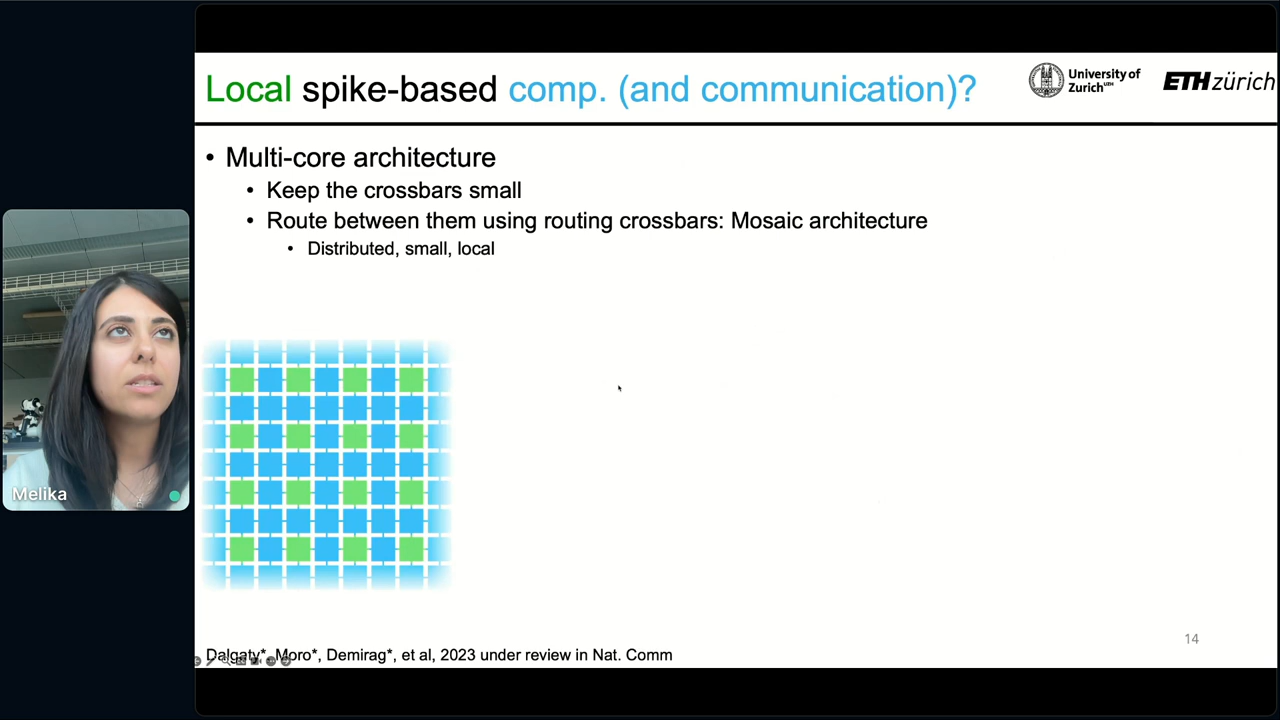 Local spike-based comp. (and communication)?
University of
Zurich UZH
ETH zürich
• Multi-core architecture
• Keep the crossbars small
• Route between them using routing crossbars: Mosaic architecture
• Distributed, small, local
Melika
14
Dalgaty*, Moro*, Demirag*, et al, 2023 under review in Nat. Comm